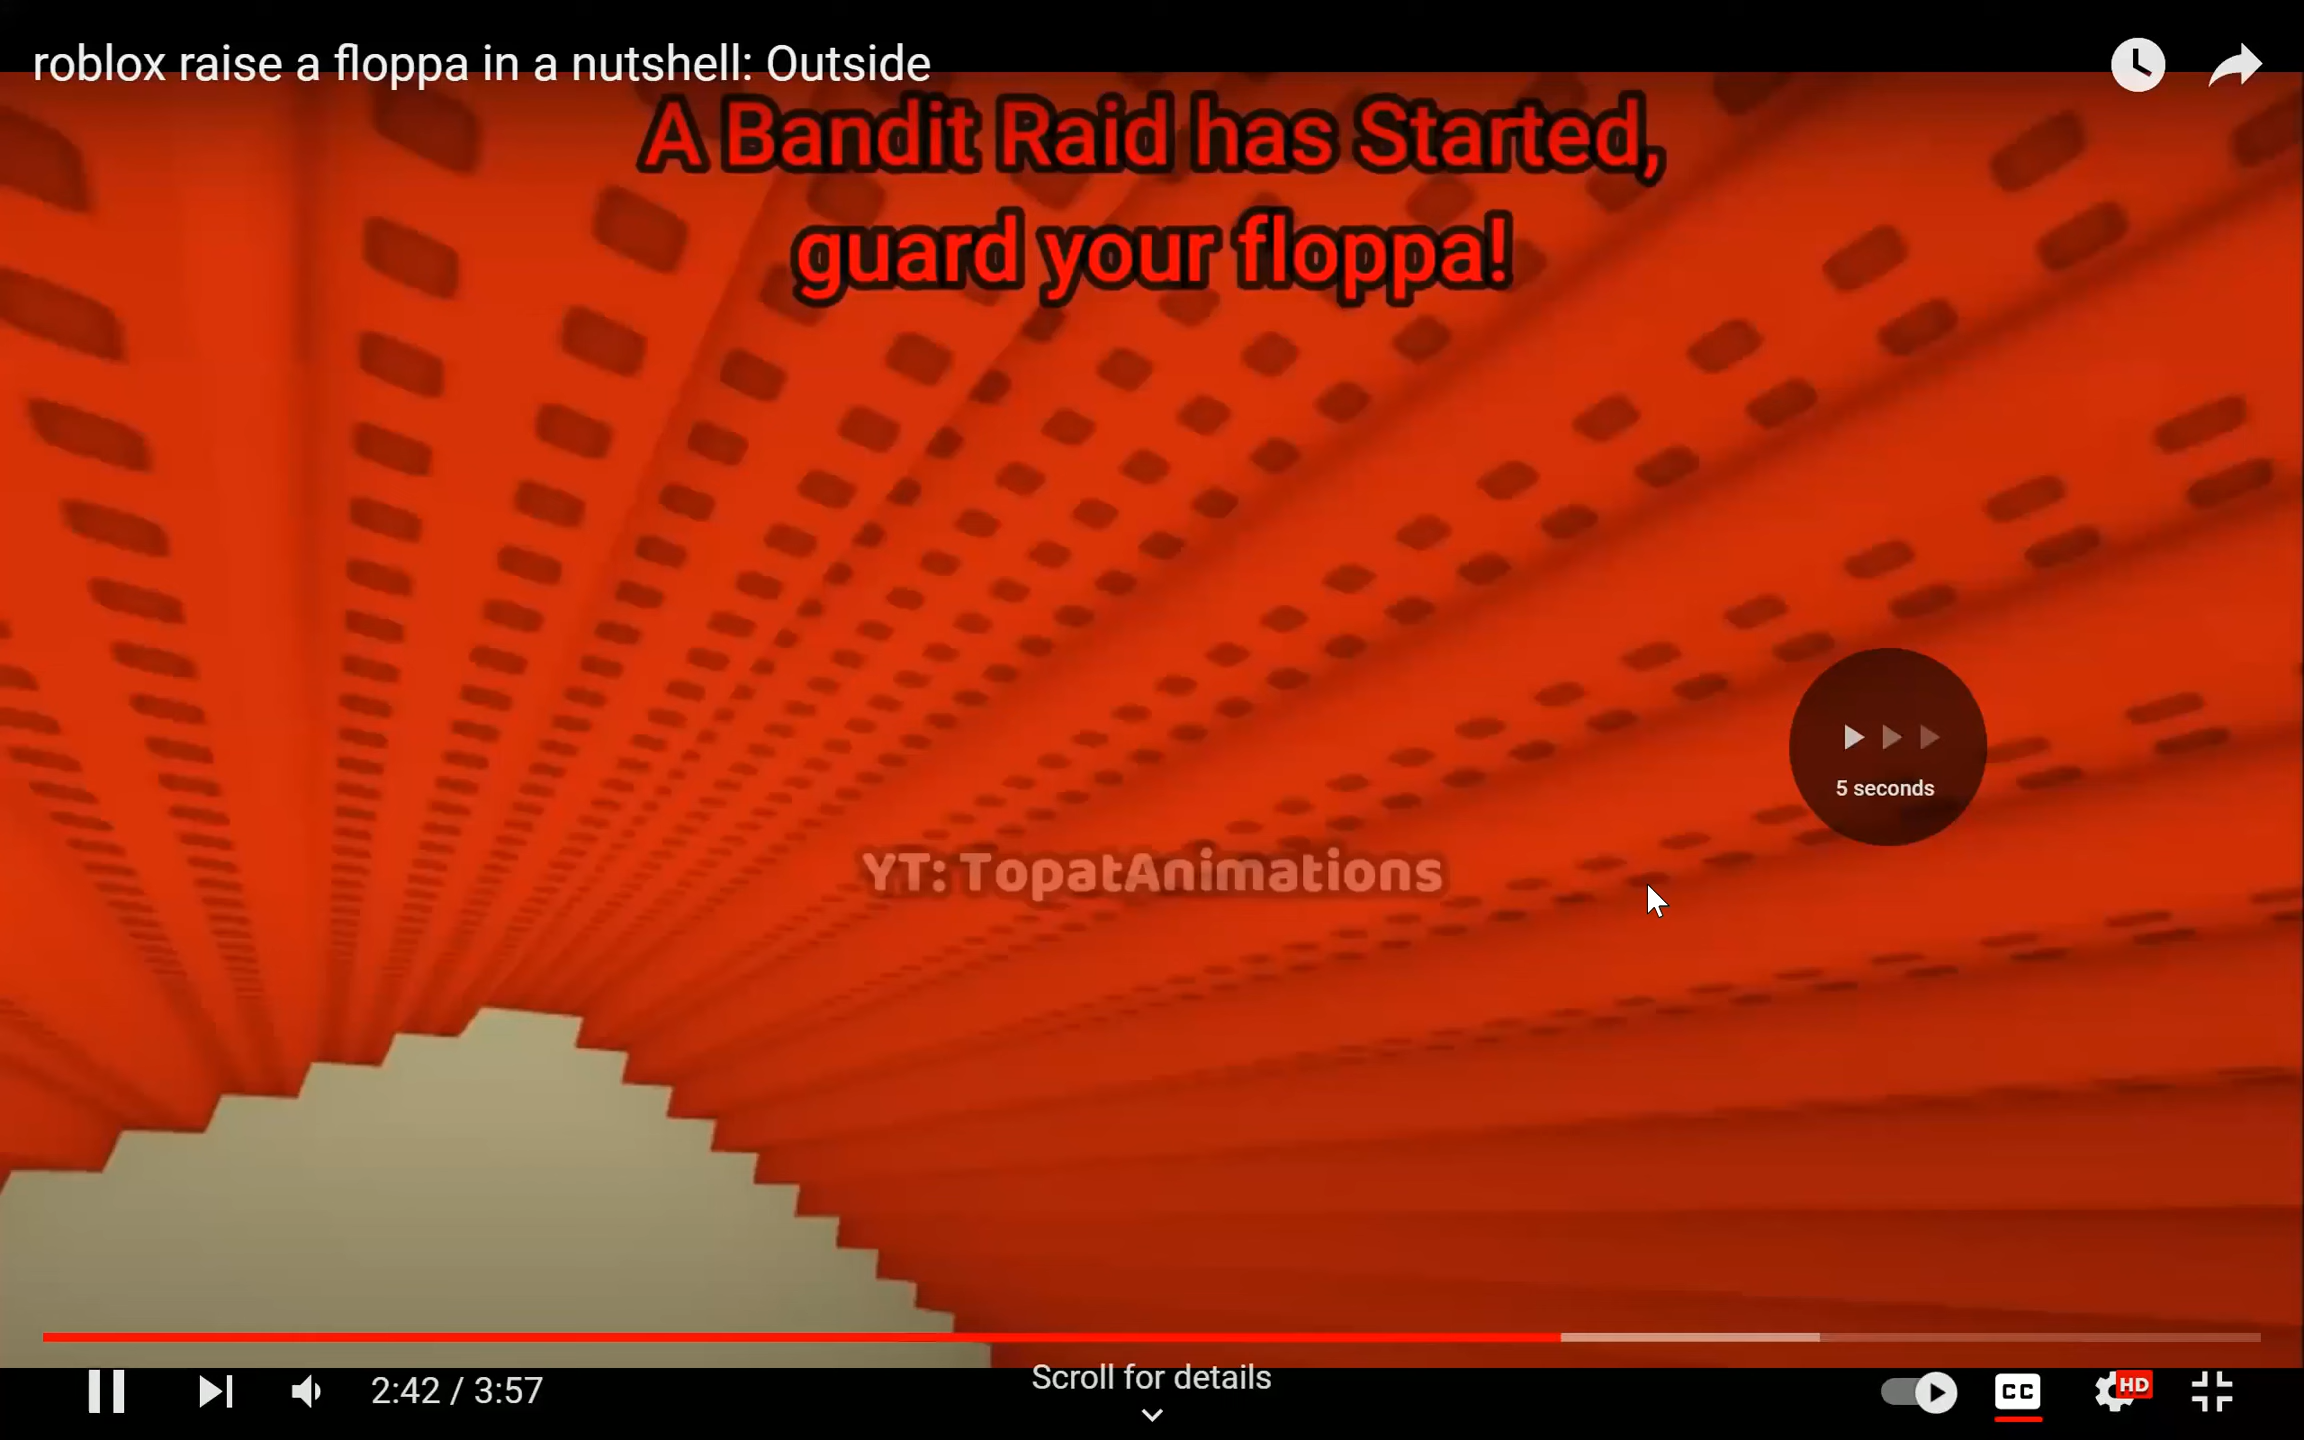 roblox raise a floppa in a nutshell: Outside
A Bandit Raid has Started,
guard your floppa!
5 seconds
YT: TopatAnimations
2:42 / 3:57
Scroll for details
CC
HD